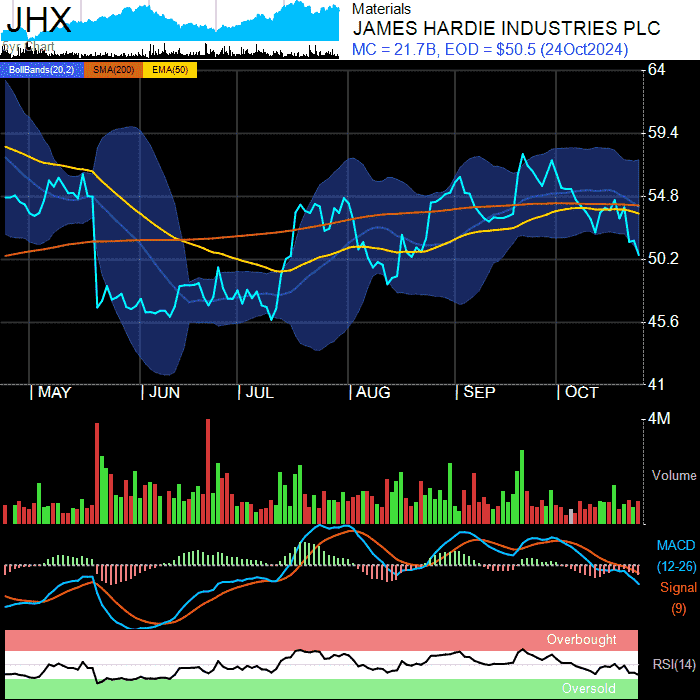 JHX
5yr Chart
Materials
JAMES HARDIE INDUSTRIES PLC
MC = 21.7B, EOD = $50.5 (24Oct2024)
BollBands(20,2) SMA(200) EMA(50)
64
59.4
54.8
50.2
45.6
41
MAY JUN JUL AUG SEP OCT
4M
Volume
MACD
(12-26)
Signal
(9)
Overbought
RSI(14)
Oversold